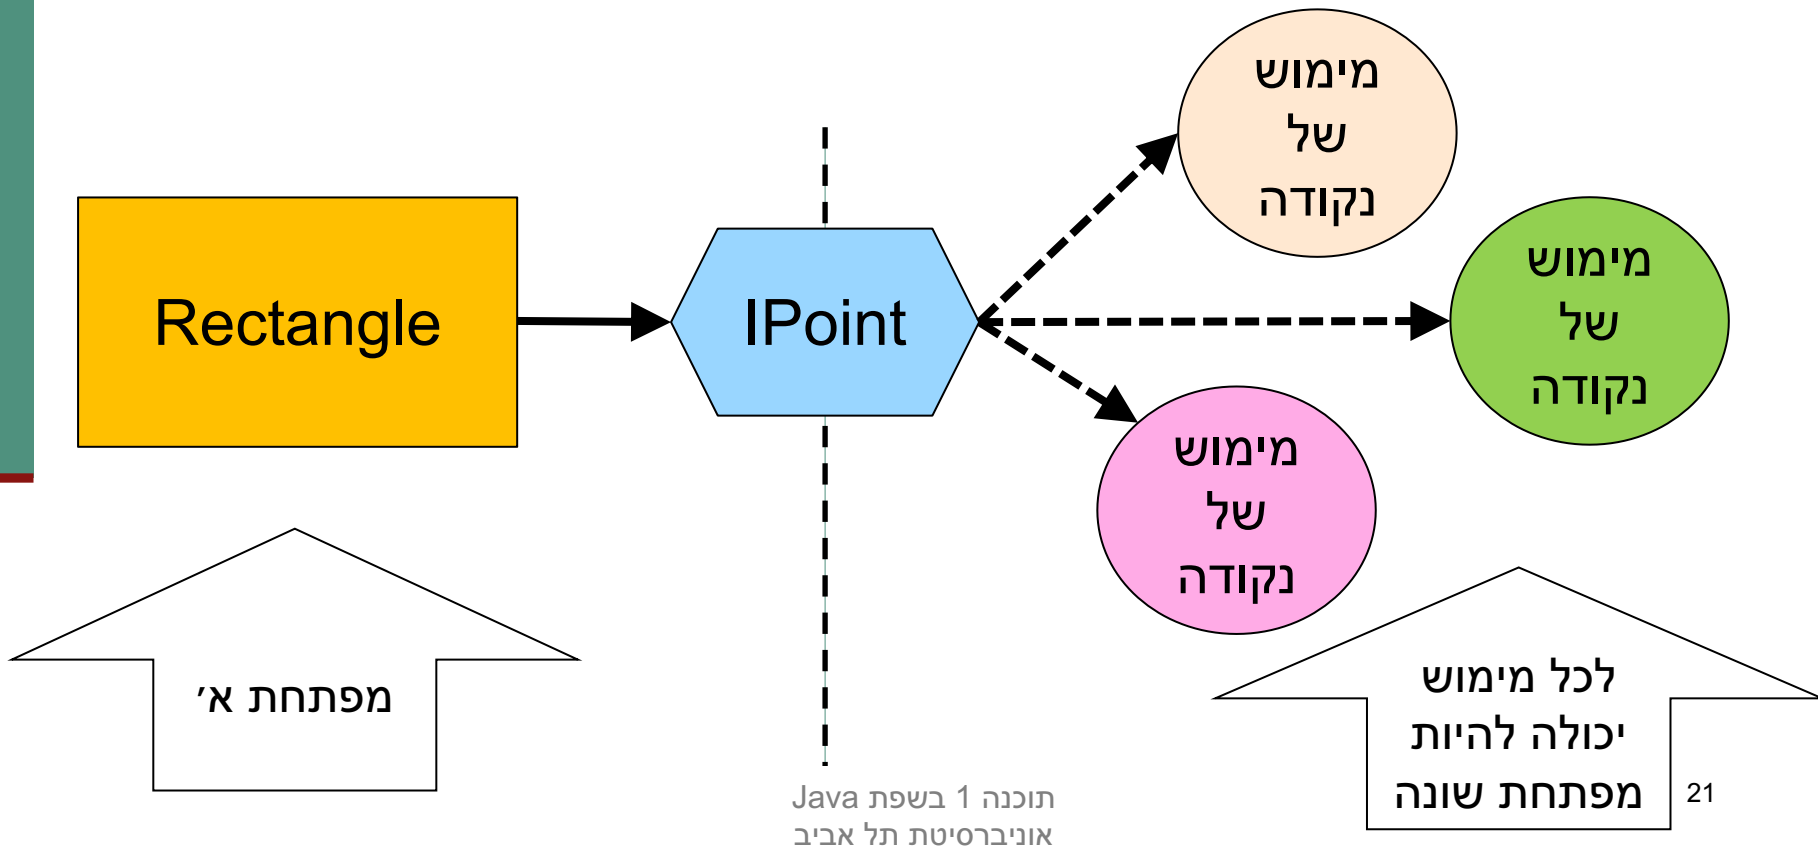 Rectangle
IPoint
מימוש
של
נקודה
מימוש
של
נקודה
מימוש
של
נקודה
מפתחת א׳
לכל מימוש
יכולה להיות
מפתחת שונה
תוכנה 1 בשפת Java
אוניברסיטת תל אביב
21